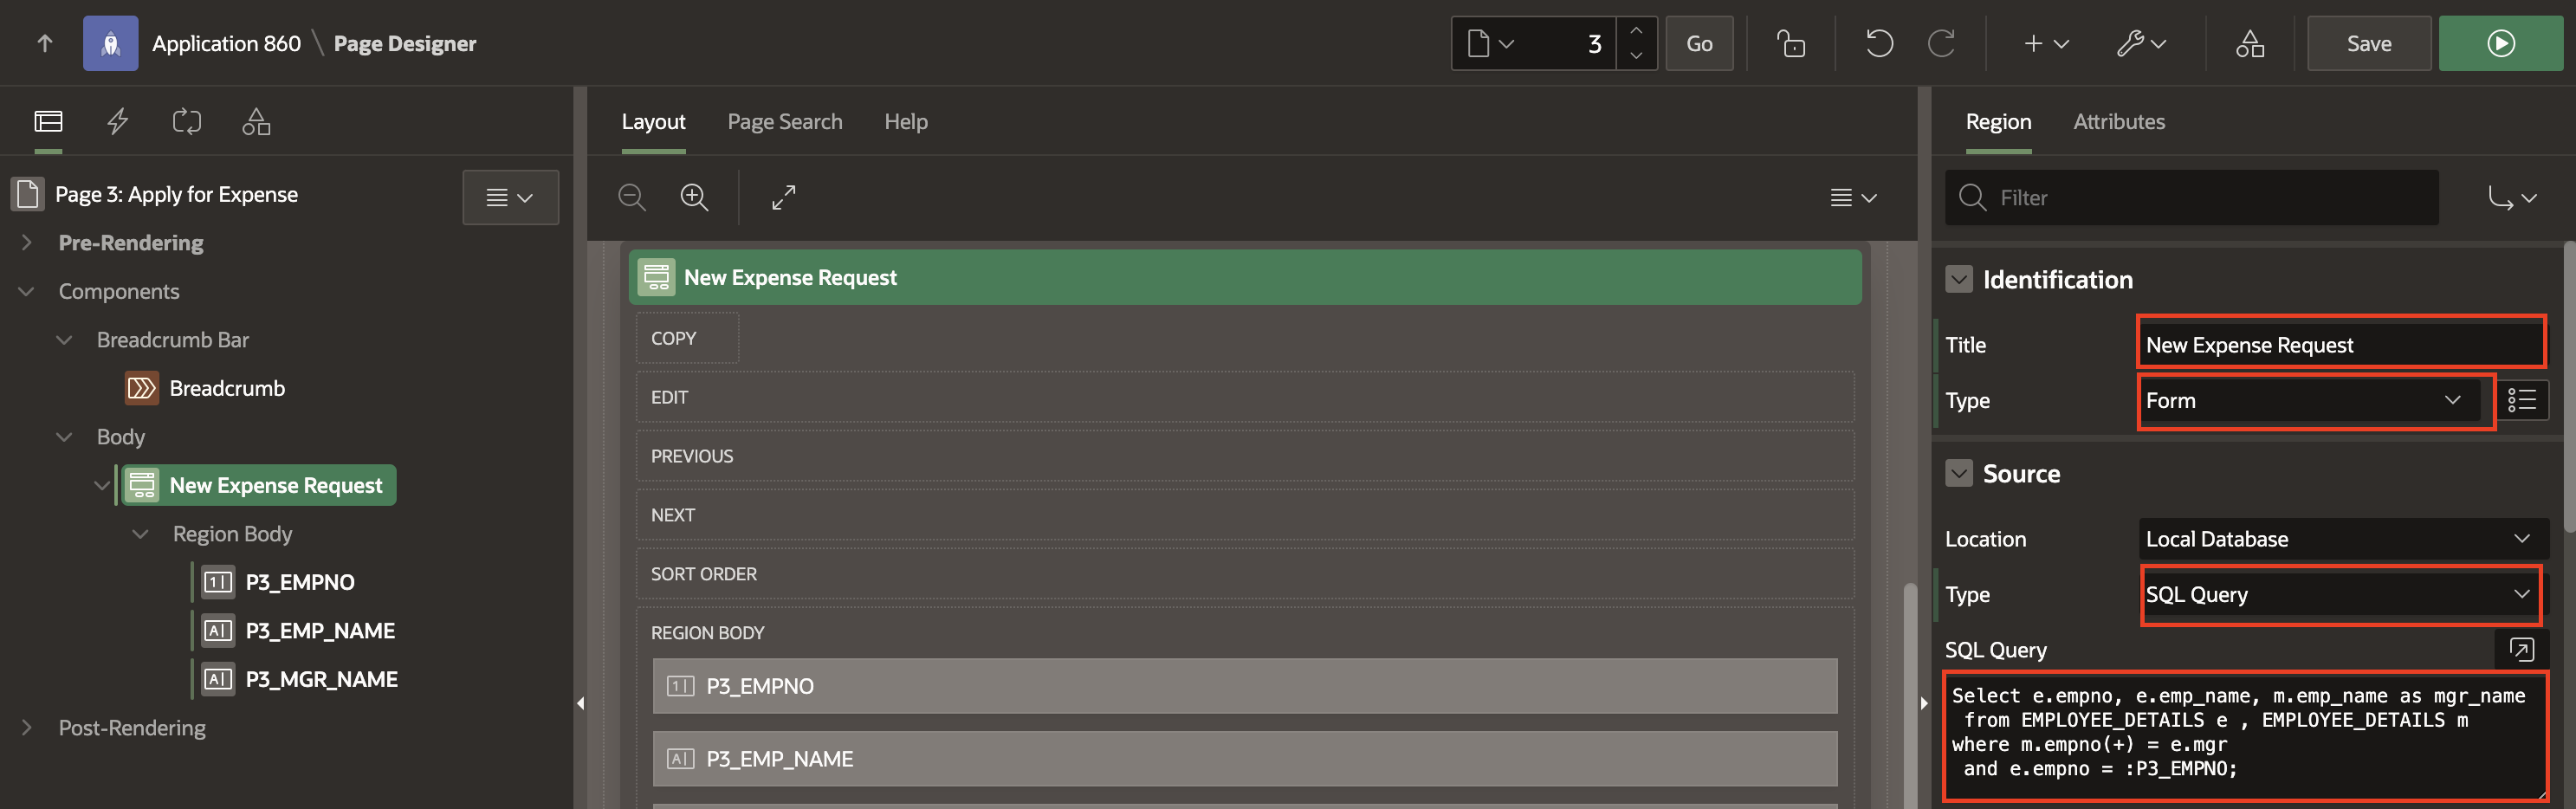 Application 860 \ Page Designer
3
Go
Save
Page 3: Apply for Expense
Pre-Rendering
Components
Breadcrumb Bar
Breadcrumb
Body
New Expense Request
Region Body
P3_EMPNO
P3_EMP_NAME
P3_MGR_NAME
Post-Rendering
Layout Page Search Help
New Expense Request
COPY
EDIT
PREVIOUS
NEXT
SORT ORDER
REGION BODY
P3_EMPNO
P3_EMP_NAME
Region Attributes
Filter
Identification
Title New Expense Request
Type Form
Source
Location Local Database
Type SQL Query
SQL Query
Select e.empno, e.emp_name, m.emp_name as mgr_name
from EMPLOYEE_DETAILS e , EMPLOYEE_DETAILS m
where m.empno(+) = e.mgr
and e.empno = :P3_EMPNO;